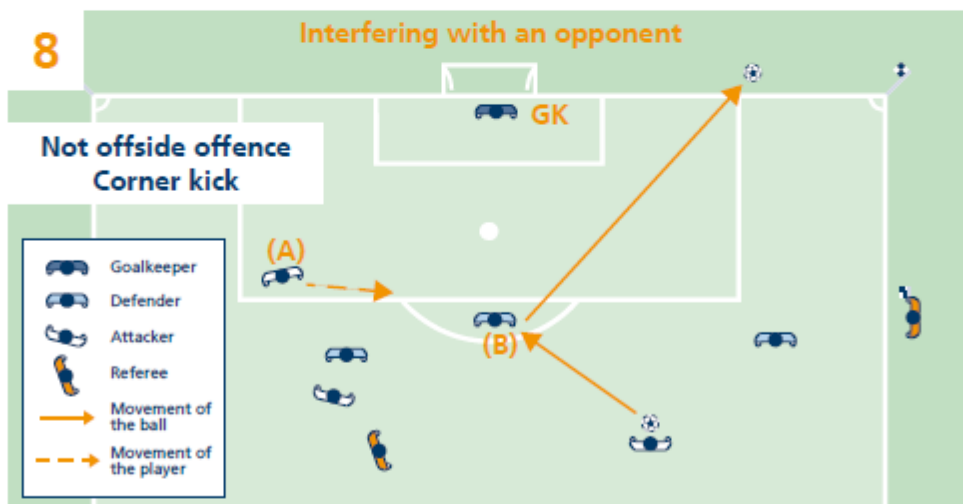 8
Interfering with an opponent
GK
Not offside offence
Corner kick
(A)
(B)
Goalkeeper
Defender
Attacker
Referee
Movement of
the ball
Movement of
the player